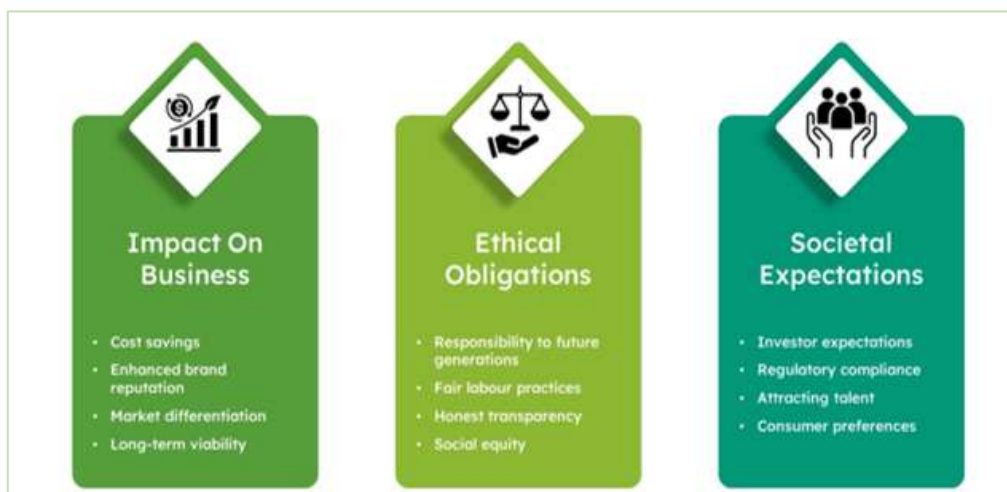 Impact On
Business
• Cost savings
• Enhanced brand
reputation
• Market differentiation
• Long-term viability
Ethical
Obligations
• Responsibility to future
generations
• Fair labour practices
• Honest transparency
• Social equity
Societal
Expectations
• Investor expectations
• Regulatory compliance
• Attracting talent
• Consumer preferences